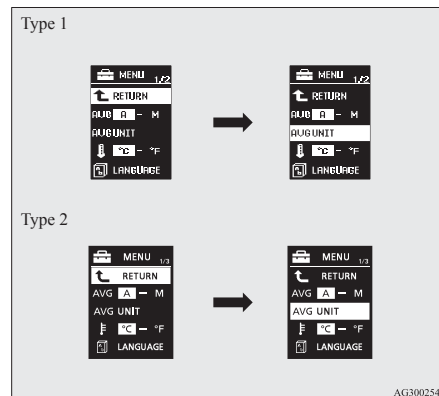 Type 1
MENU 1/2
RETURN
AVG A - M
AVG UNIT
°C - °F
LANGUAGE
MENU 1/2
RETURN
AVG A - M
AVG UNIT
°C - °F
LANGUAGE
Type 2
MENU 1/3
RETURN
AVG A - M
AVG UNIT
°C - °F
LANGUAGE
MENU 1/3
RETURN
AVG A - M
AVG UNIT
°C - °F
LANGUAGE
AG300254